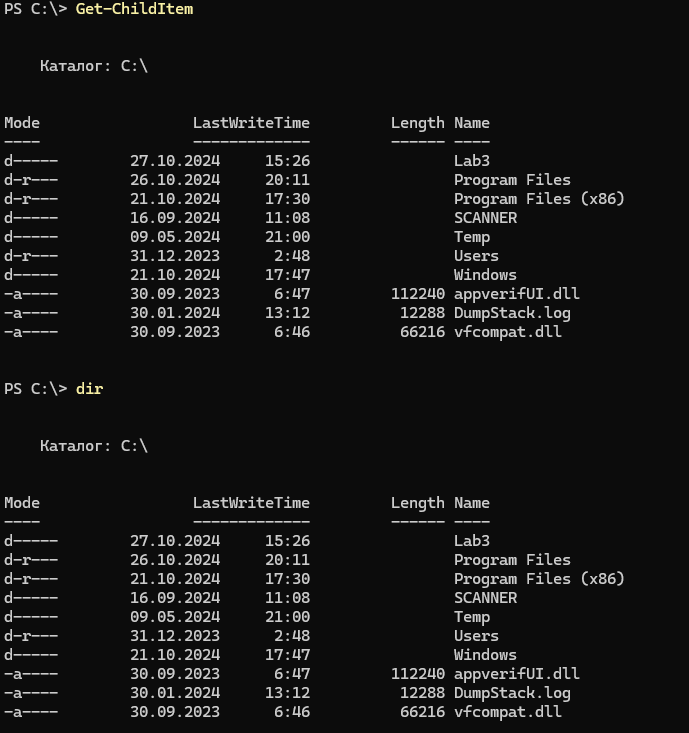 PS C:\> Get-ChildItem
Каталог: C:\
Mode LastWriteTime Length Name
---- ------------- ------ ----
d----- 27.10.2024 15:26 Lab3
d-r--- 26.10.2024 20:11 Program Files
d-r--- 21.10.2024 17:30 Program Files (x86)
d----- 16.09.2024 11:08 SCANNER
d----- 09.05.2024 21:00 Temp
d-r--- 31.12.2023 2:48 Users
d----- 21.10.2024 17:47 Windows
-a---- 30.09.2023 6:47 112240 appverifUI.dll
-a---- 30.01.2024 13:12 12288 DumpStack.log
-a---- 30.09.2023 6:46 66216 vfcompat.dll
PS C:\> dir
Каталог: C:\
Mode LastWriteTime Length Name
---- ------------- ------ ----
d----- 27.10.2024 15:26 Lab3
d-r--- 26.10.2024 20:11 Program Files
d-r--- 21.10.2024 17:30 Program Files (x86)
d----- 16.09.2024 11:08 SCANNER
d----- 09.05.2024 21:00 Temp
d-r--- 31.12.2023 2:48 Users
d----- 21.10.2024 17:47 Windows
-a---- 30.09.2023 6:47 112240 appverifUI.dll
-a---- 30.01.2024 13:12 12288 DumpStack.log
-a---- 30.09.2023 6:46 66216 vfcompat.dll